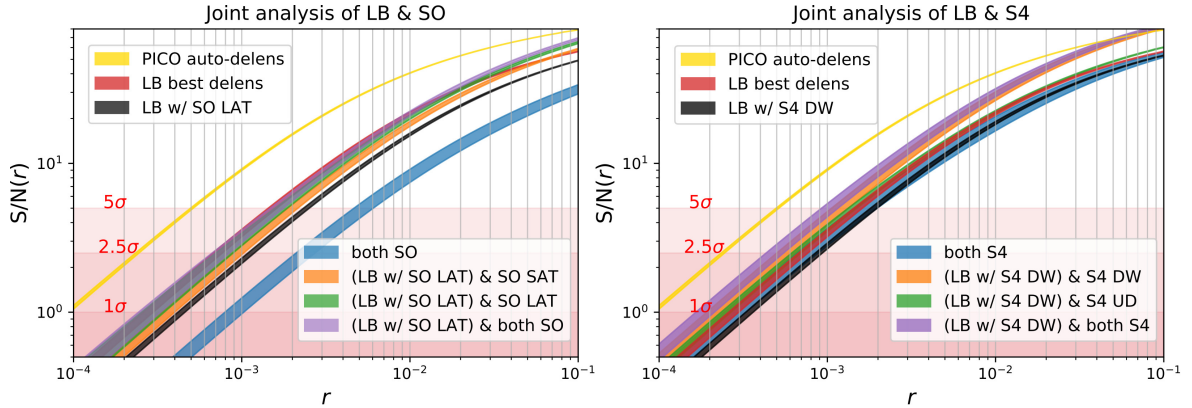 Joint analysis of LB & SO
PICO auto-delens
LB best delens
LB w/ SO LAT
5σ
2.5σ
1σ
both SO
(LB w/ SO LAT) & SO SAT
(LB w/ SO LAT) & SO LAT
(LB w/ SO LAT) & both SO
S/N(r)
10¹
10⁰
10⁻⁴
10⁻³
10⁻²
10⁻¹
r
Joint analysis of LB & S4
PICO auto-delens
LB best delens
LB w/ S4 DW
5σ
2.5σ
1σ
both S4
(LB w/ S4 DW) & S4 DW
(LB w/ S4 DW) & S4 UD
(LB w/ S4 DW) & both S4
S/N(r)
10¹
10⁰
10⁻⁴
10⁻³
10⁻²
10⁻¹
r